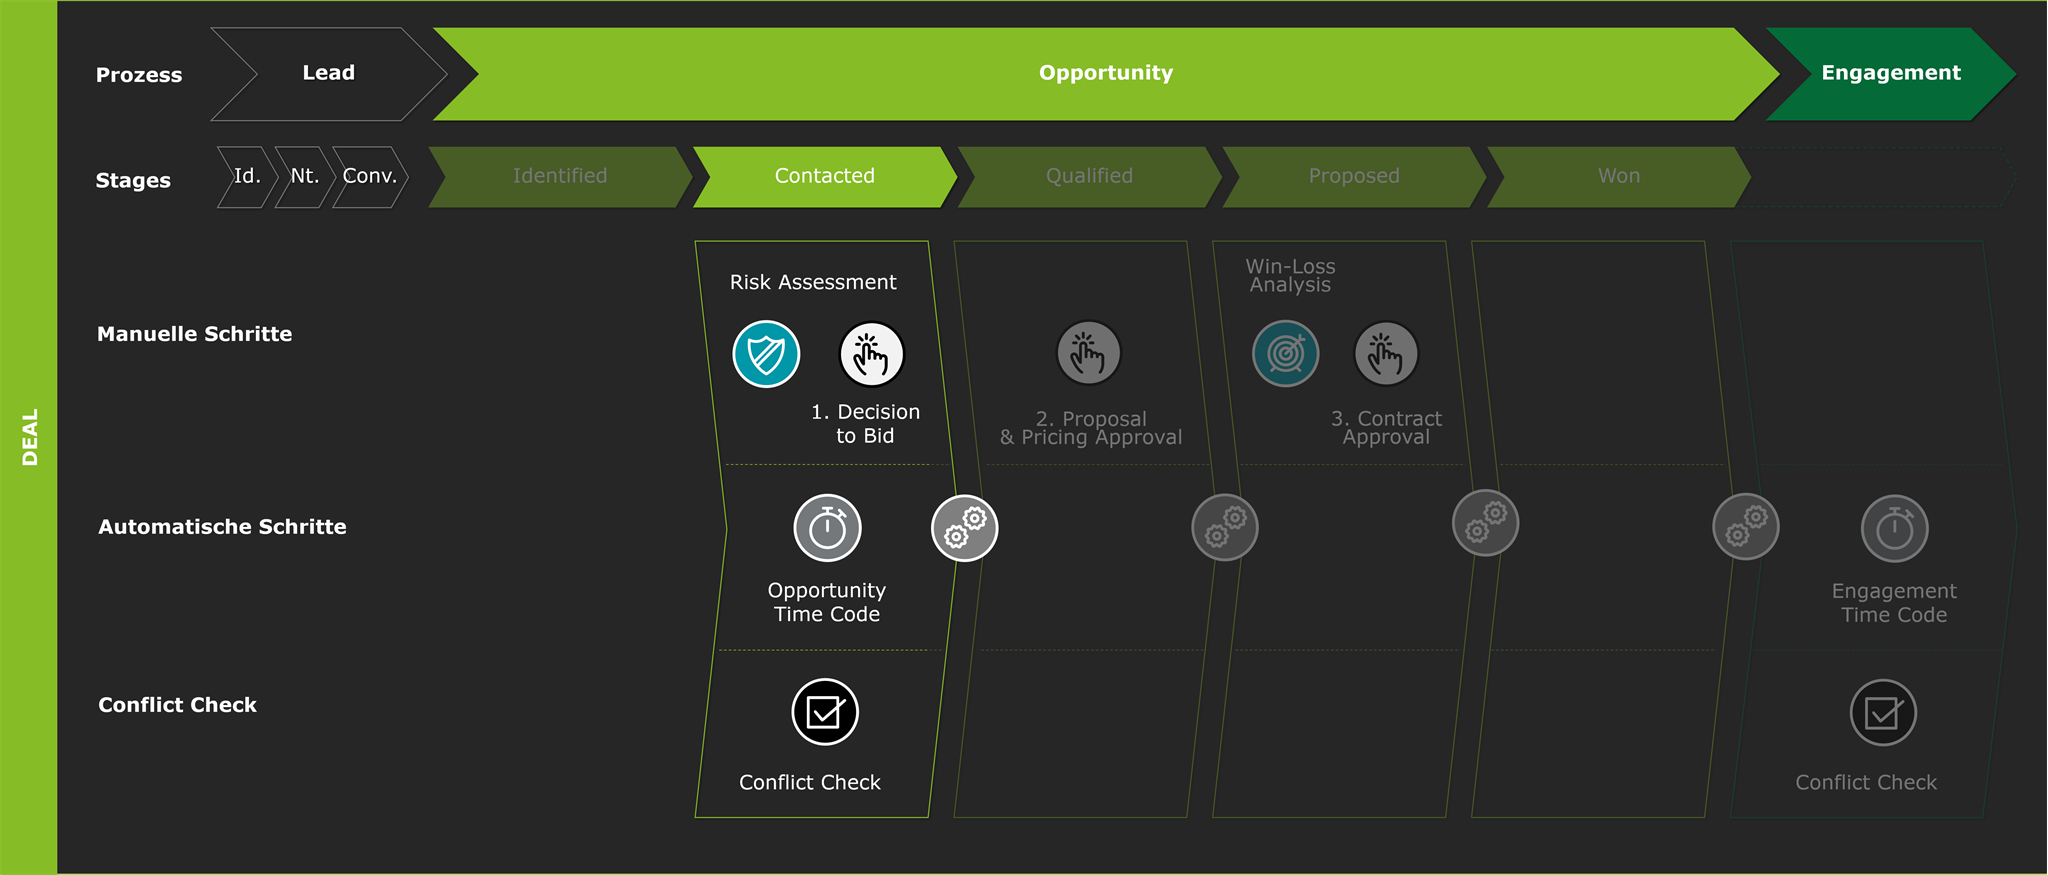 DEAL
Prozess
Lead
Opportunity
Engagement
Stages
Id.
Nt.
Conv.
Identified
Contacted
Qualified
Proposed
Won
Manuelle Schritte
Risk Assessment
1. Decision
to Bid
2. Proposal
& Pricing Approval
Win-Loss
Analysis
3. Contract
Approval
Automatische Schritte
Opportunity
Time Code
Engagement
Time Code
Conflict Check
Conflict Check
Conflict Check